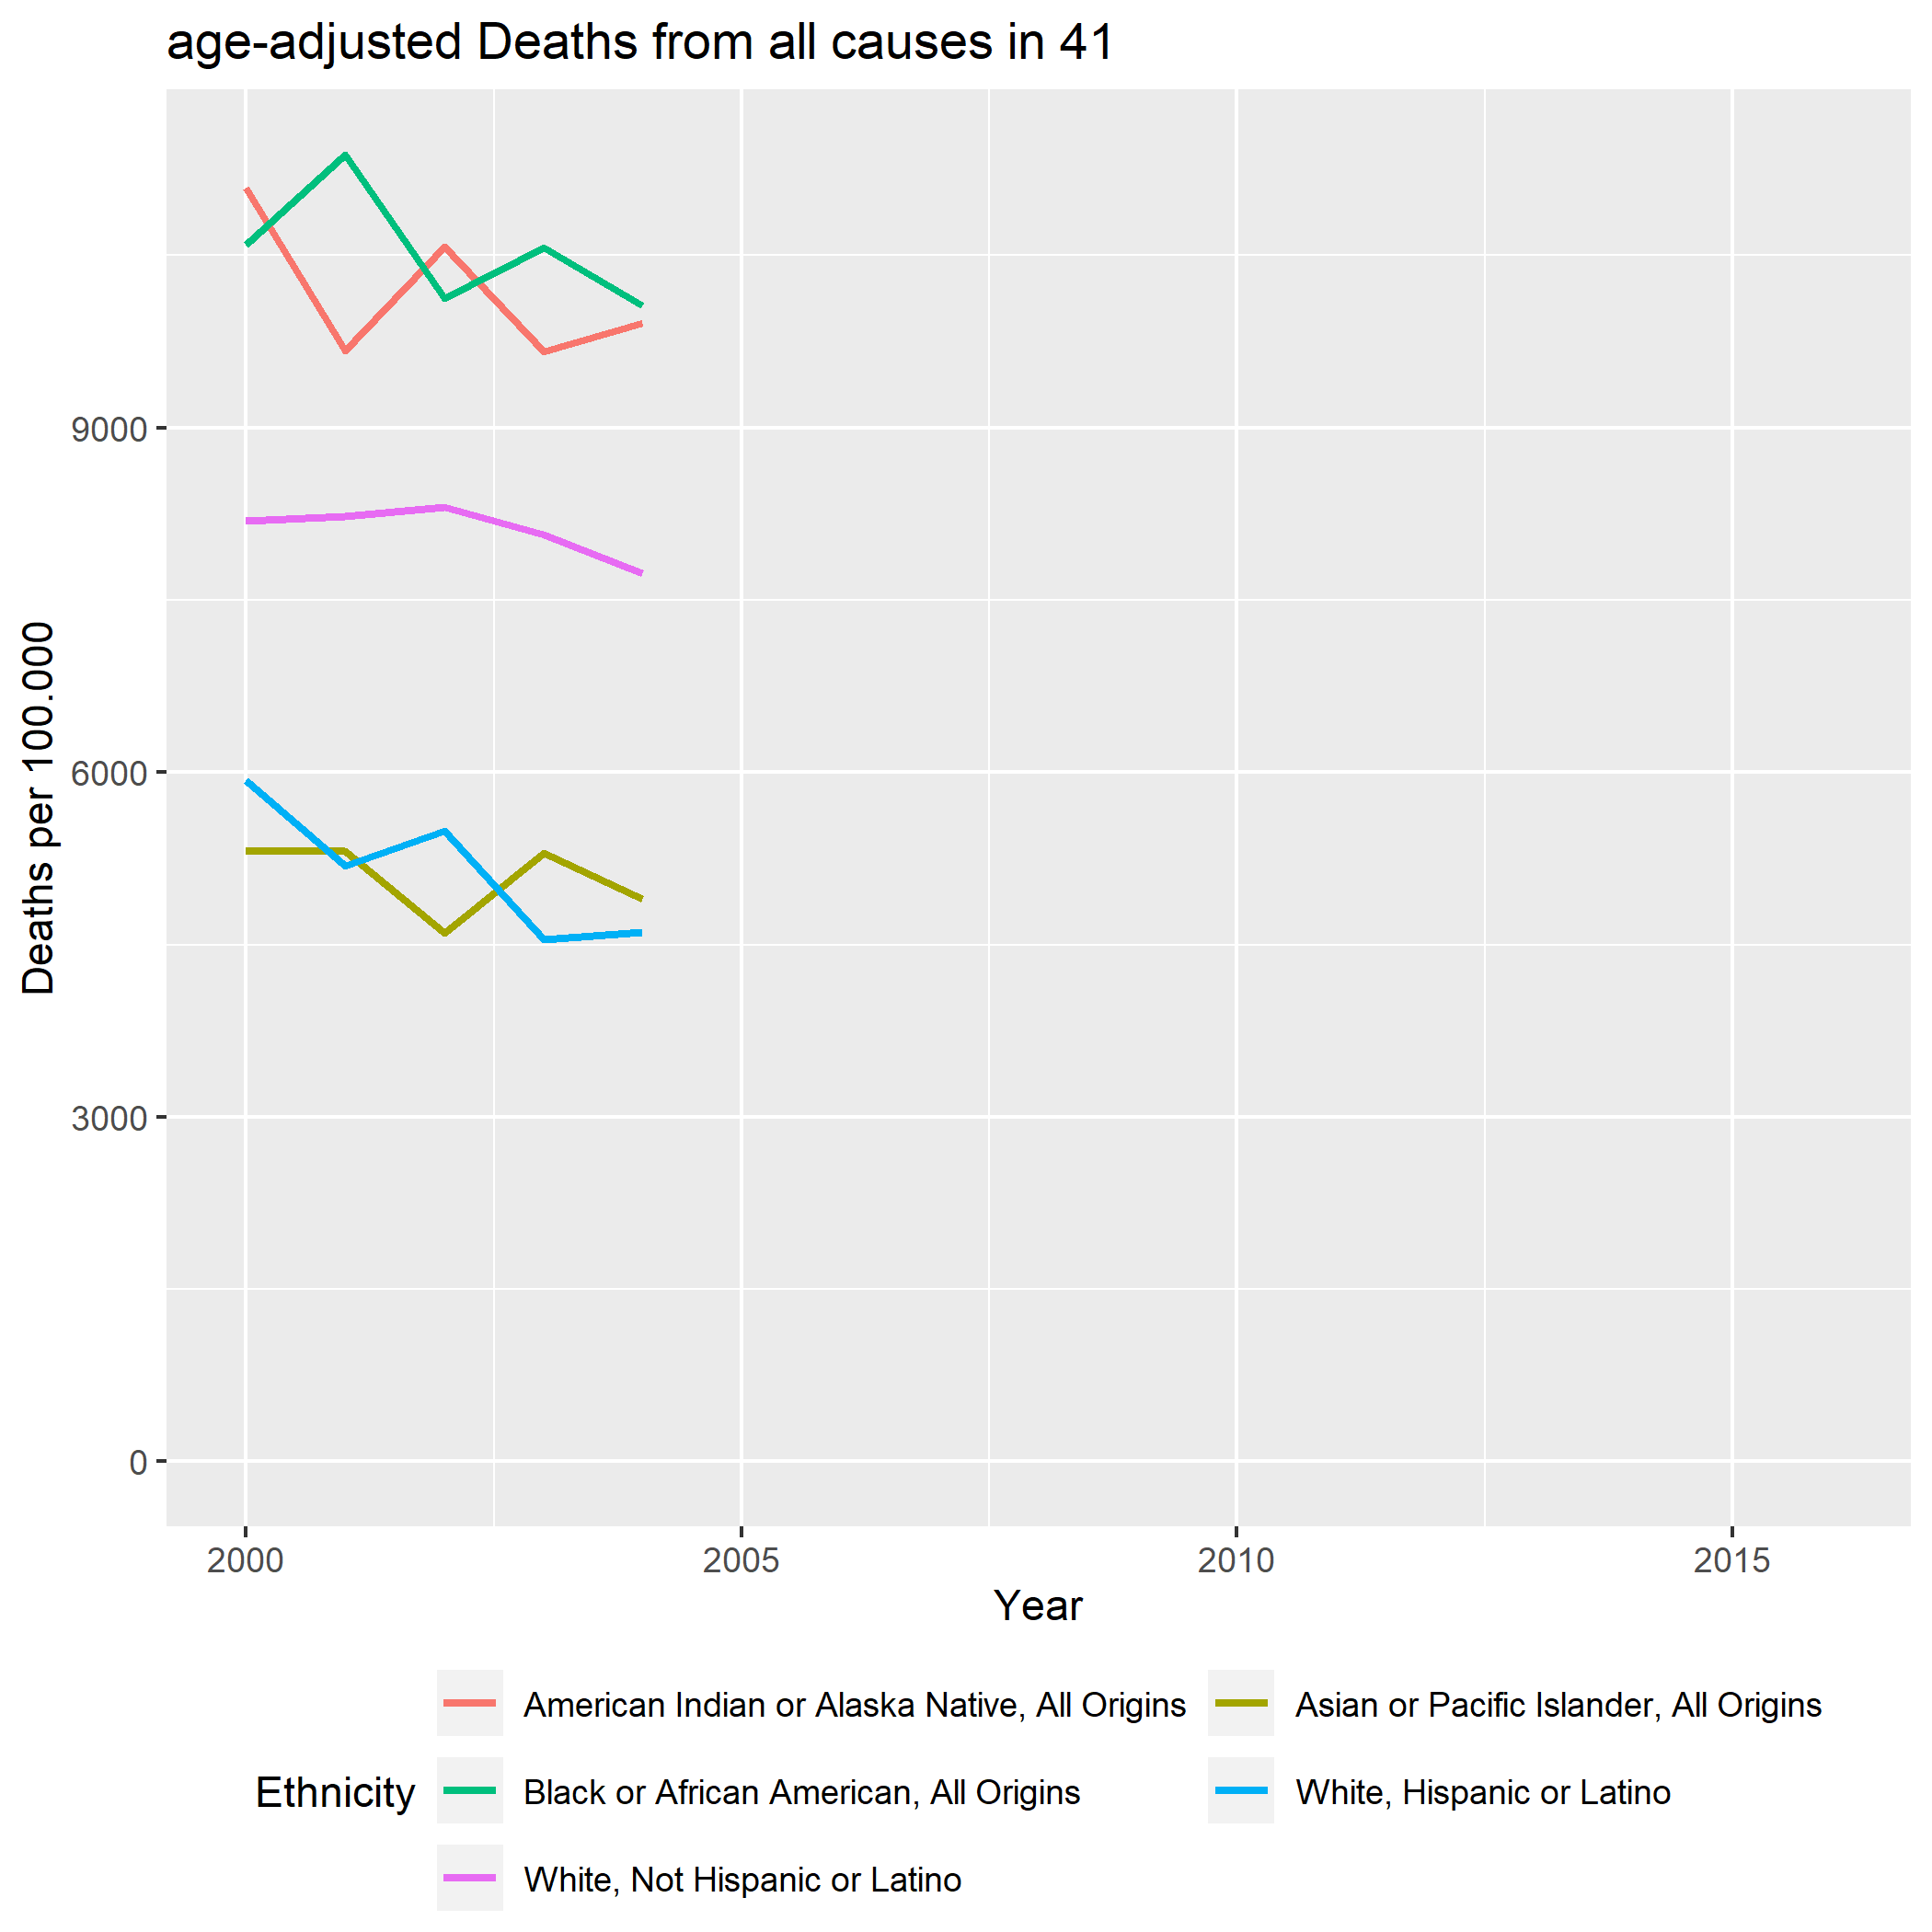 age-adjusted Deaths from all causes in 41
Deaths per 100.000
9000
6000
3000
0
2000 2005 2010 2015
Year
Ethnicity
American Indian or Alaska Native, All Origins
Asian or Pacific Islander, All Origins
Black or African American, All Origins
White, Hispanic or Latino
White, Not Hispanic or Latino